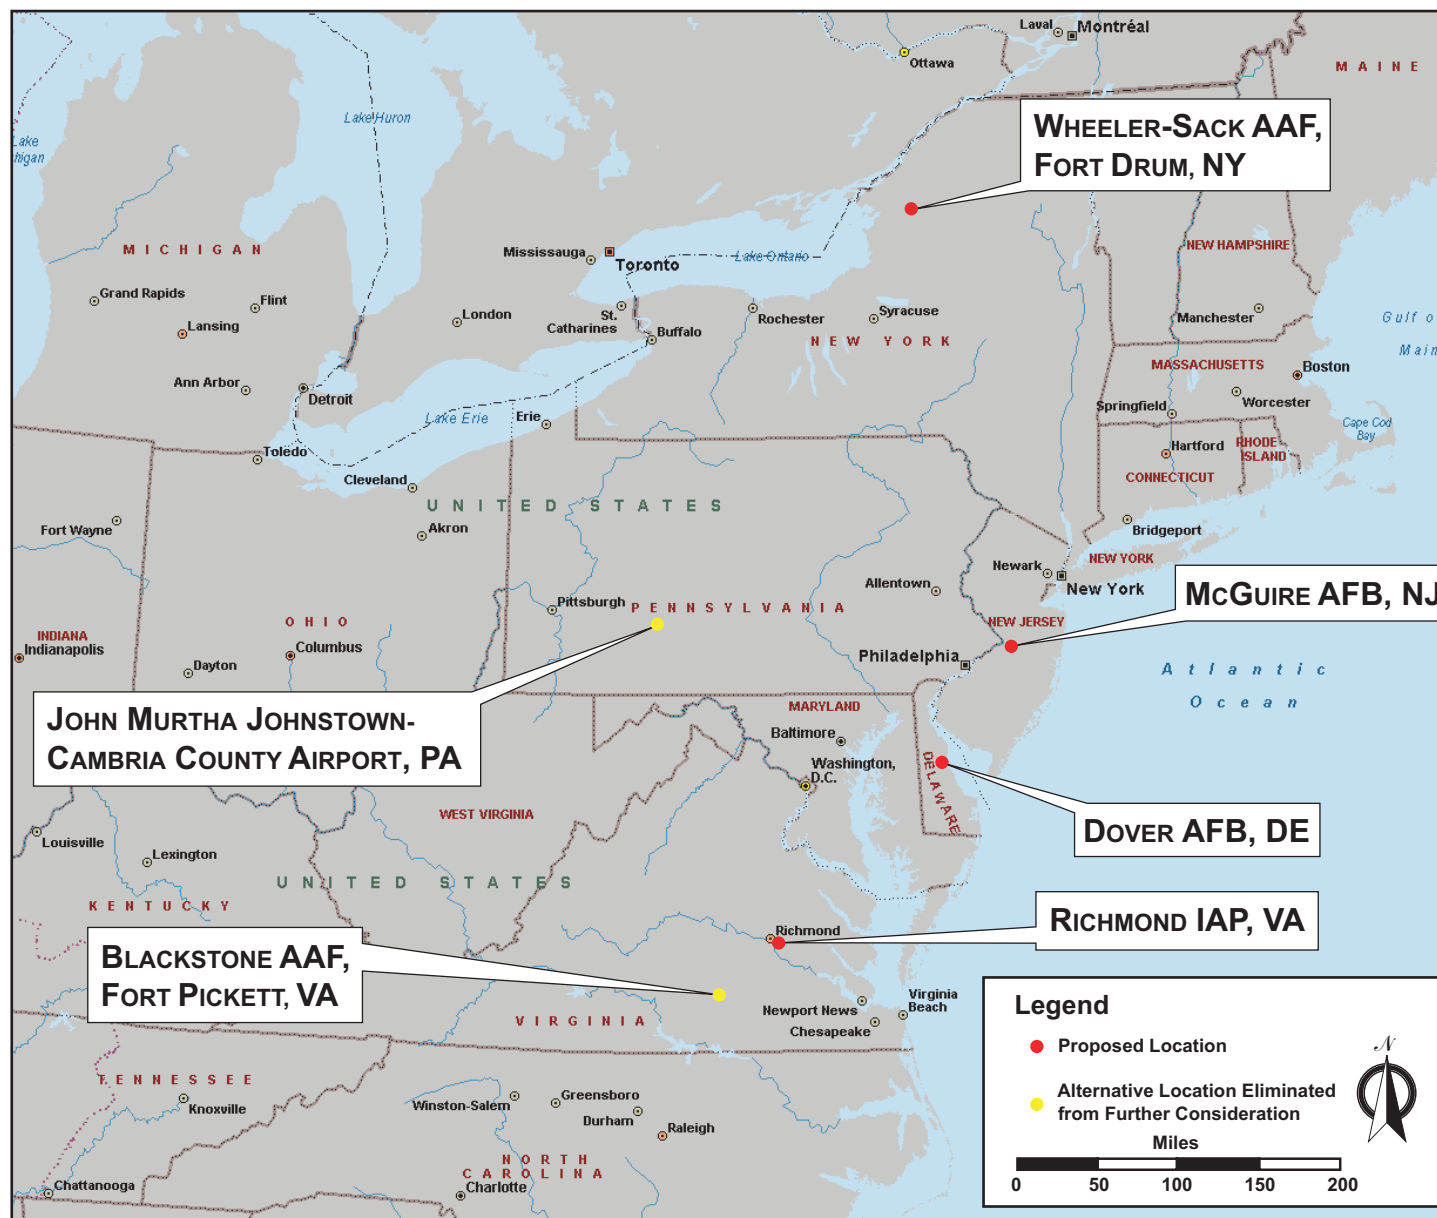 Laval
Montréal
Ottawa
MAINE
Lake Huron
Lake
higan
WHEELER-SACK AAF,
FORT DRUM, NY
MICHIGAN
Mississauga
Toronto
Lake Ontario
NEW HAMPSHIRE
Grand Rapids
Flint
Lansing
London
St.
Catharines
Buffalo
Rochester
Syracuse
NEW YORK
Manchester
Gulf o
Main
MASSACHUSETTS
Boston
Ann Arbor
Detroit
Lake Erie
Erie
Springfield
Worcester
Cape Cod
Bay
Toledo
Cleveland
Hartford
RHODE
ISLAND
CONNECTICUT
UNITED STATES
Fort Wayne
Akron
Bridgeport
NEW YORK
Newark
New York
Allentown
MCGUIRE AFB, NJ
Pittsburgh
PENNSYLVANIA
NEW JERSEY
OHIO
INDIANA
Indianapolis
Columbus
Dayton
Philadelphia
Atlantic
Ocean
JOHN MURTHA JOHNSTOWN-
CAMBRIA COUNTY AIRPORT, PA
MARYLAND
Baltimore
Washington,
D.C.
DELAWARE
WEST VIRGINIA
DOVER AFB, DE
Louisville
Lexington
UNITED STATES
KENTUCKY
RICHMOND IAP, VA
Richmond
BLACKSTONE AAF,
FORT PICKETT, VA
Newport News
Virginia
Beach
Chesapeake
VIRGINIA
TENNESSEE
Knoxville
Winston-Salem
Greensboro
Durham
Raleigh
NORTH
CAROLINA
Chattanooga
Charlotte
Legend
Proposed Location
Alternative Location Eliminated
from Further Consideration
N
Miles
0 50 100 150 200